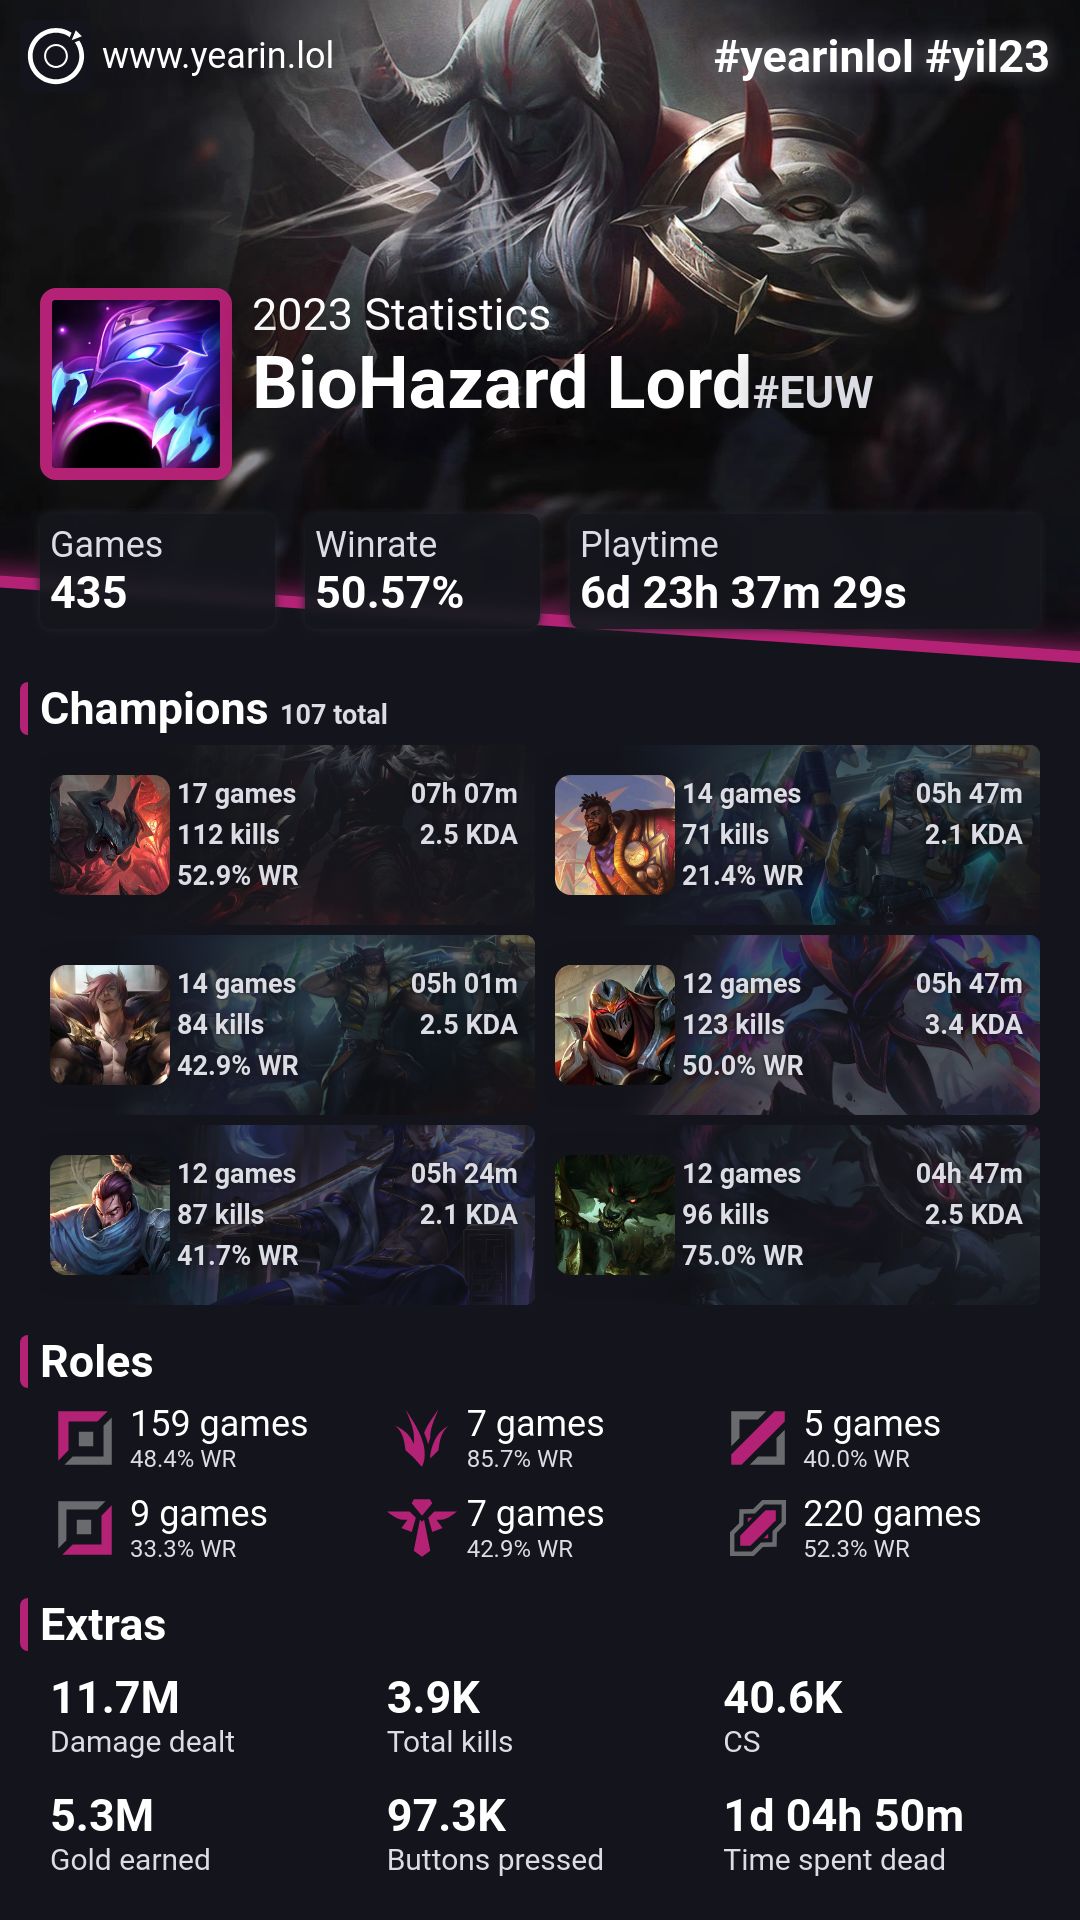 www.yearin.lol
#yearinlol #yil23
2023 Statistics
BioHazard Lord#EUW
Games
435
Winrate
50.57%
Playtime
6d 23h 37m 29s
Champions 107 total
17 games 07h 07m
112 kills 2.5 KDA
52.9% WR
14 games 05h 47m
71 kills 2.1 KDA
21.4% WR
14 games 05h 01m
84 kills 2.5 KDA
42.9% WR
12 games 05h 47m
123 kills 3.4 KDA
50.0% WR
12 games 05h 24m
87 kills 2.1 KDA
41.7% WR
12 games 04h 47m
96 kills 2.5 KDA
75.0% WR
Roles
159 games
48.4% WR
7 games
85.7% WR
5 games
40.0% WR
9 games
33.3% WR
7 games
42.9% WR
220 games
52.3% WR
Extras
11.7M
Damage dealt
3.9K
Total kills
40.6K
CS
5.3M
Gold earned
97.3K
Buttons pressed
1d 04h 50m
Time spent dead